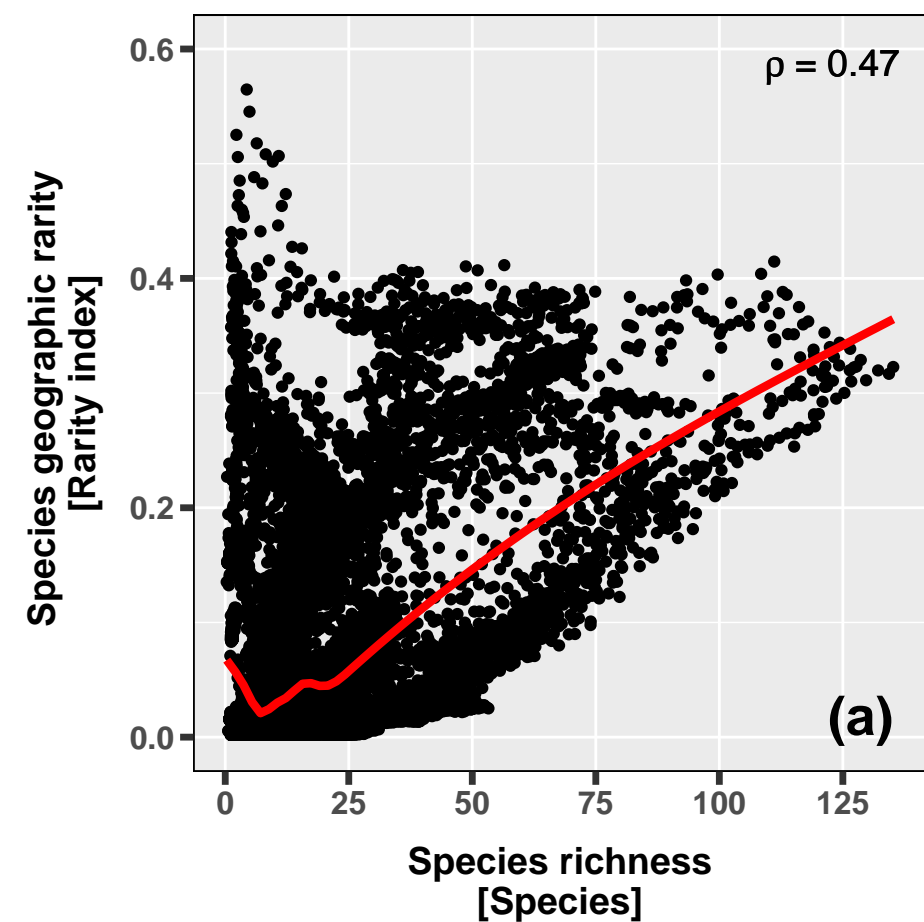 ρ = 0.47
0.6
0.4
0.2
0.0
Species geographic rarity
[Rarity index]
(a)
0 25 50 75 100 125
Species richness
[Species]